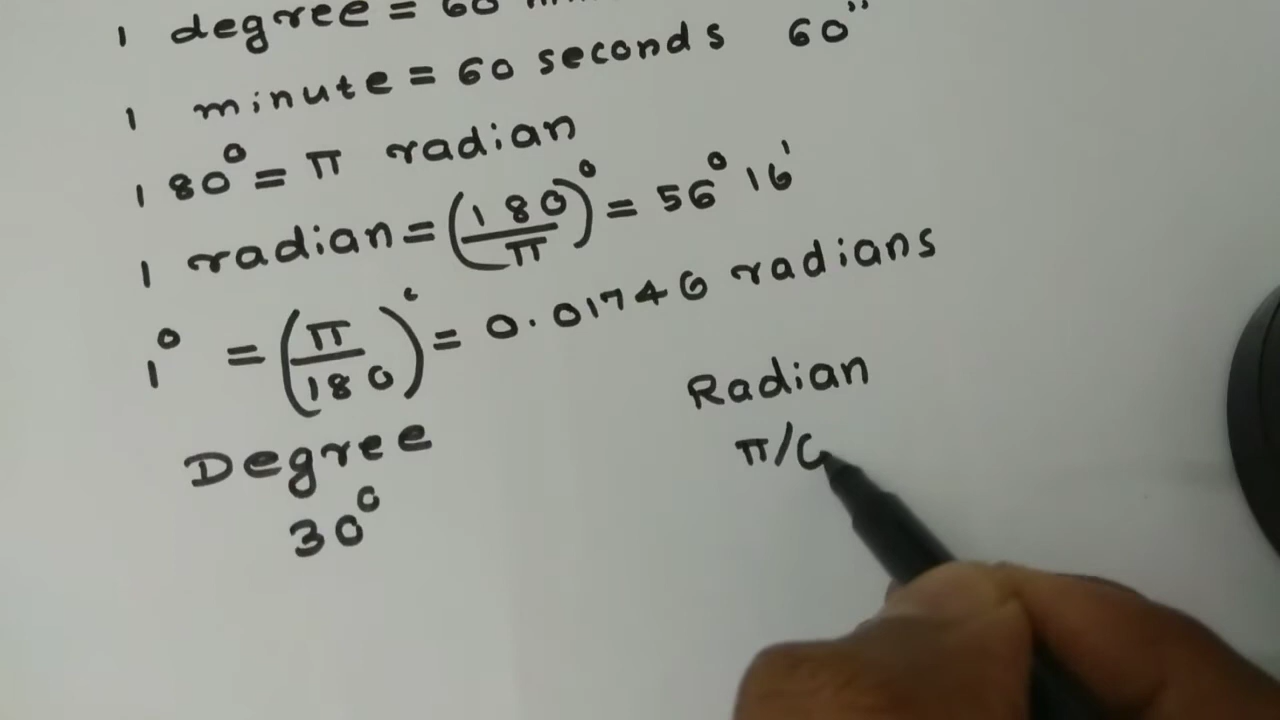 1 degree = 60
1 minute = 60 seconds 60"
180° = π radian
1 radian = (180/π)° = 56° 16'
1° = (π/180)ᶜ = 0.01746 radians
Degree Radian
30° π/6